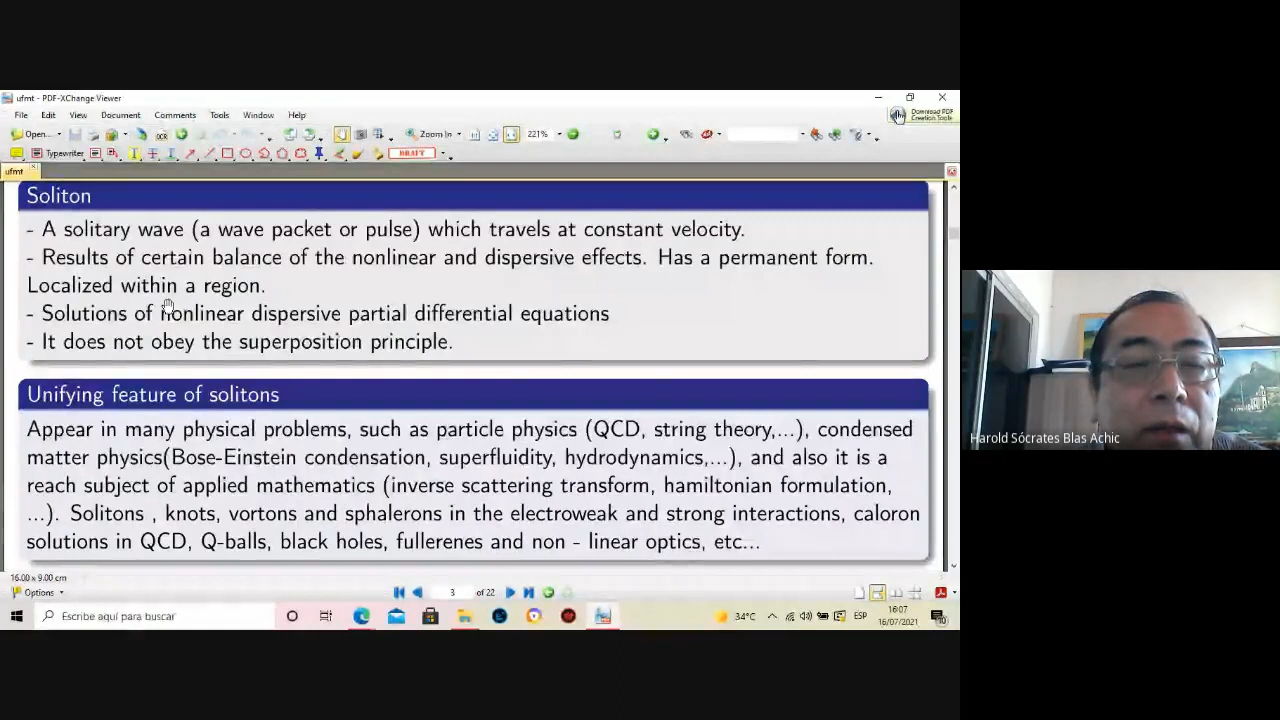 ufmt - PDF-XChange Viewer
File Edit View Document Comments Tools Window Help
Download PDF
Creation Tools
Open... OCR Zoom In 221%
Typewriter DRAFT
ufmt
Soliton
- A solitary wave (a wave packet or pulse) which travels at constant velocity.
- Results of certain balance of the nonlinear and dispersive effects. Has a permanent form.
Localized within a region.
- Solutions of nonlinear dispersive partial differential equations
- It does not obey the superposition principle.
Unifying feature of solitons
Appear in many physical problems, such as particle physics (QCD, string theory,...), condensed
matter physics(Bose-Einstein condensation, superfluidity, hydrodynamics,...), and also it is a
reach subject of applied mathematics (inverse scattering transform, hamiltonian formulation,
...). Solitons , knots, vortons and sphalerons in the electroweak and strong interactions, caloron
solutions in QCD, Q-balls, black holes, fullerenes and non - linear optics, etc...
16.00 x 9.00 cm
Options 3 of 22
Escribe aquí para buscar 34°C ESP 16:07
16/07/2021
Harold Sócrates Blas Achic